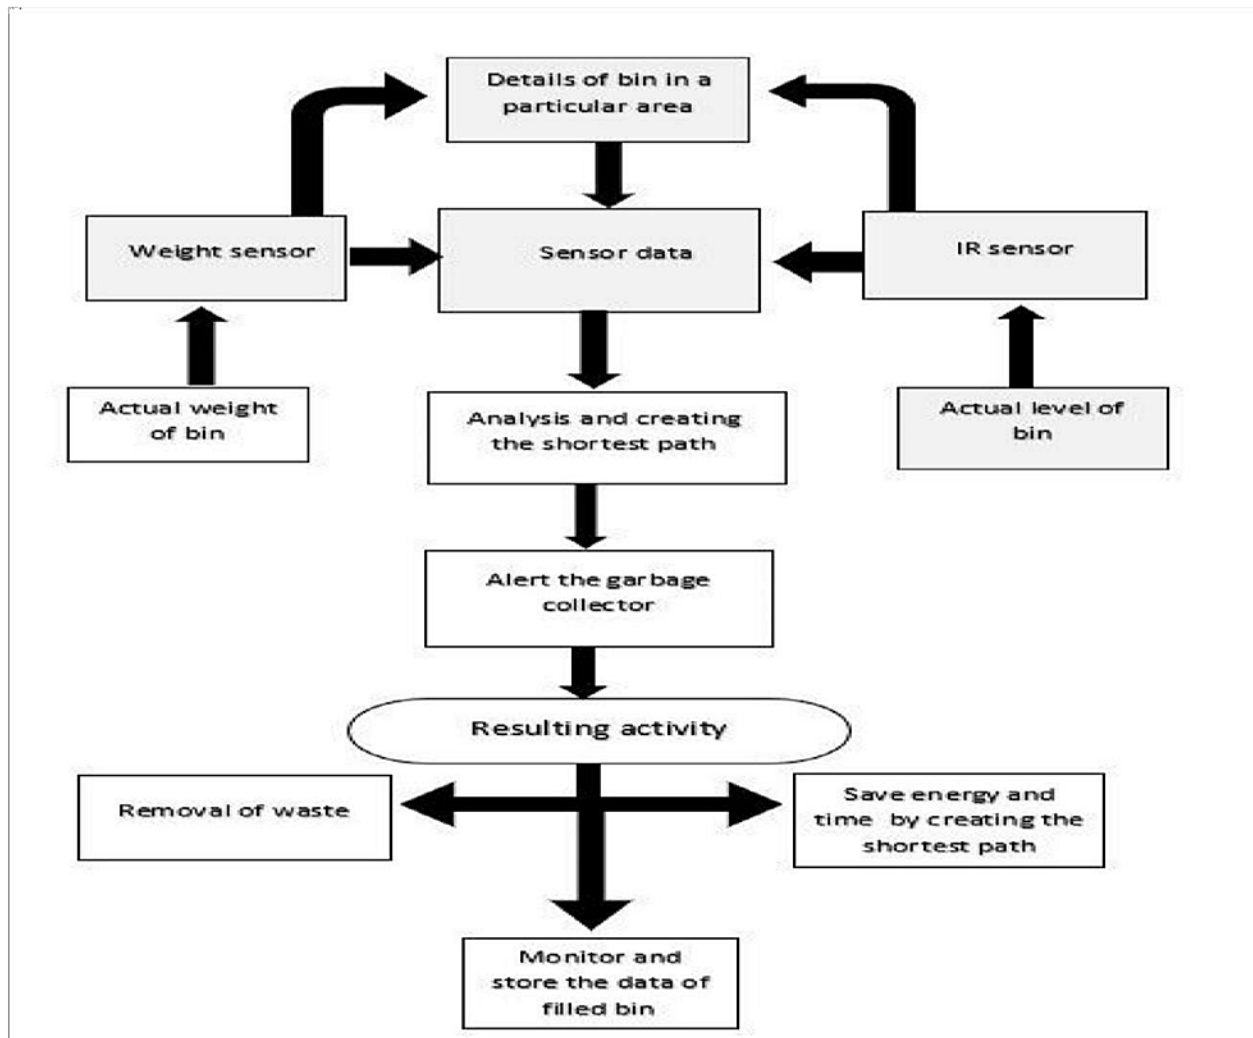 Details of bin in a
particular area
Weight sensor
Sensor data
IR sensor
Actual weight
of bin
Analysis and creating
the shortest path
Actual level of
bin
Alert the garbage
collector
Resulting activity
Removal of waste
Save energy and
time by creating the
shortest path
Monitor and
store the data of
filled bin